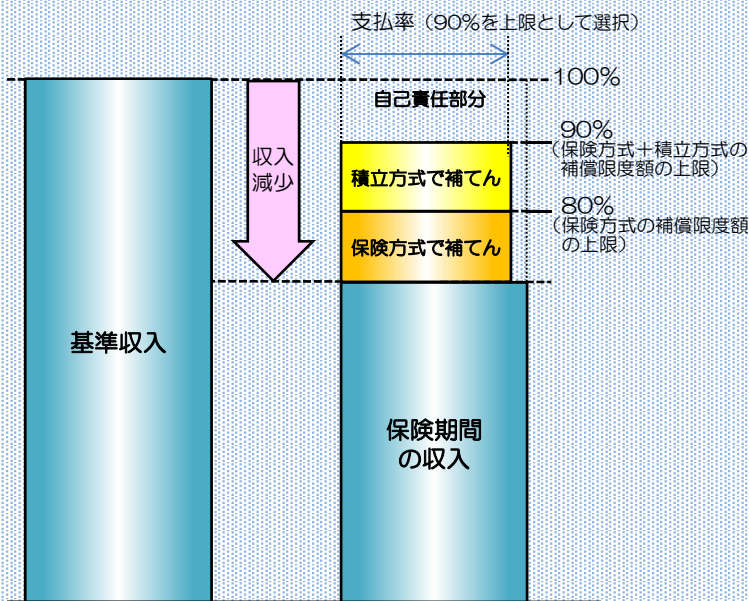 支払率（90%を上限として選択）
100%
自己責任部分
90%
（保険方式＋積立方式の
補償限度額の上限）
収入
減少
積立方式で補てん
80%
（保険方式の補償限度額
の上限）
保険方式で補てん
基準収入
保険期間
の収入